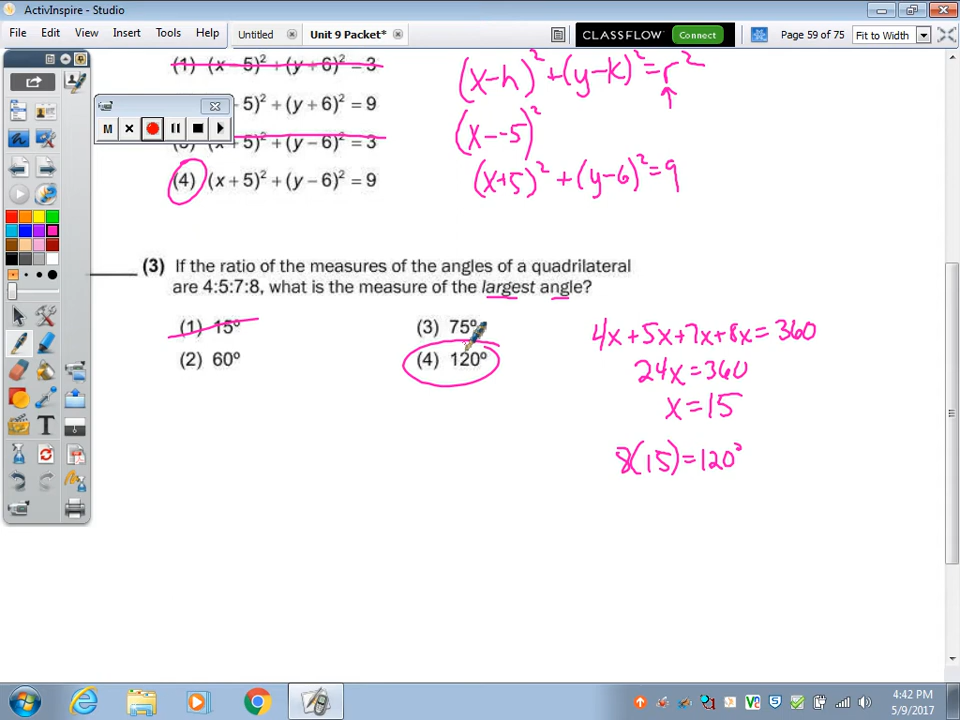 ActivInspire - Studio
File Edit View Insert Tools Help
Untitled
Unit 9 Packet*
CLASSFLOW Connect
Page 59 of 75
Fit to Width
(1) (x − 5)² + (y + 6)² = 3
− 5)² + (y + 6)² = 9
+ 5)² + (y − 6)² = 3
(4) (x + 5)² + (y − 6)² = 9
(x-h)² + (y-k)² = r²
(x--5)²
(x+5)² + (y-6)² = 9
M
(3) If the ratio of the measures of the angles of a quadrilateral
are 4:5:7:8, what is the measure of the largest angle?
(1) 15º
(2) 60º
(3) 75º
(4) 120º
4x+5x+7x+8x=360
24x=360
x=15
8(15)=120°
4:42 PM
5/9/2017